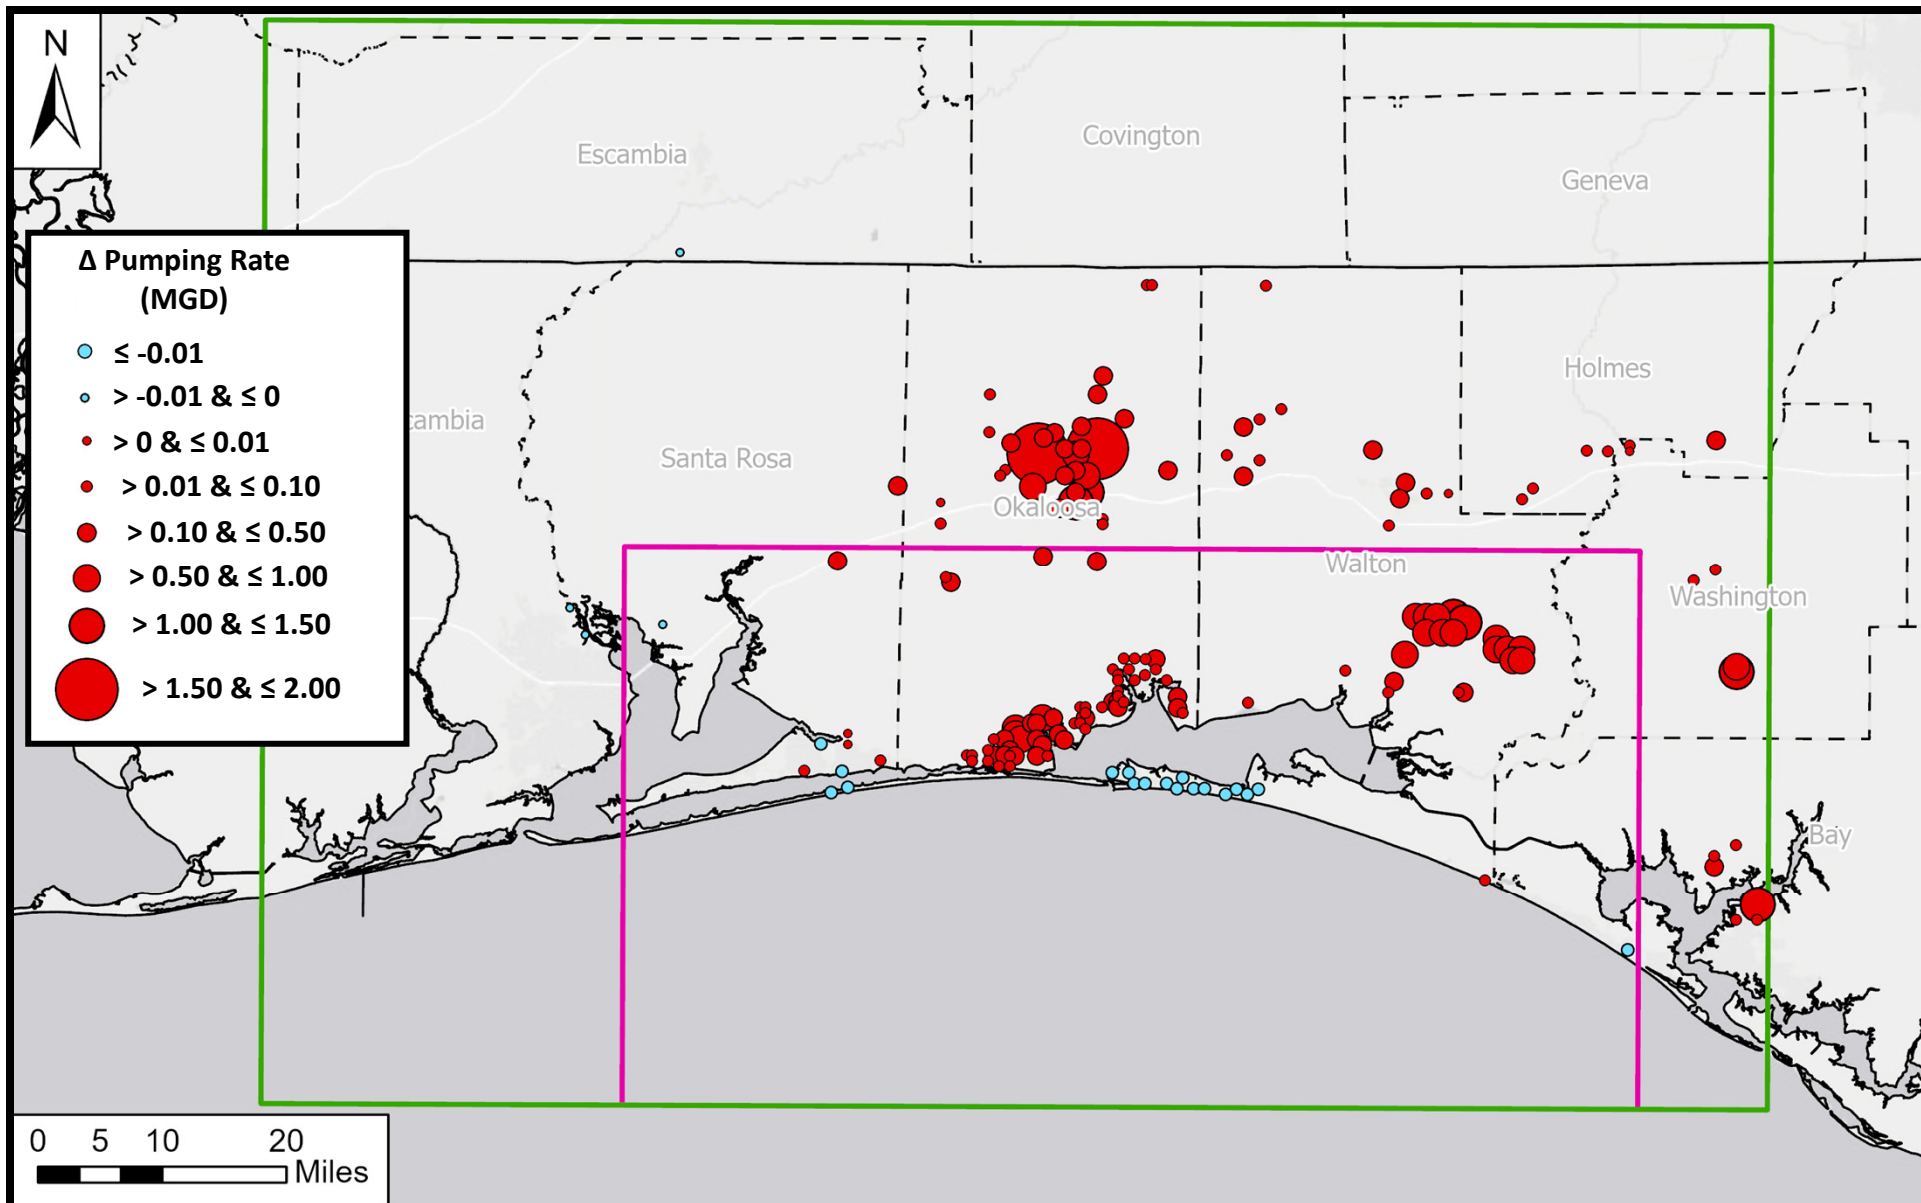 N
Escambia
Covington
Geneva
Δ Pumping Rate
(MGD)
≤ -0.01
> -0.01 & ≤ 0
> 0 & ≤ 0.01
> 0.01 & ≤ 0.10
> 0.10 & ≤ 0.50
> 0.50 & ≤ 1.00
> 1.00 & ≤ 1.50
> 1.50 & ≤ 2.00
Holmes
cambia
Santa Rosa
Okaloosa
Walton
Washington
Bay
0 5 10 20
Miles